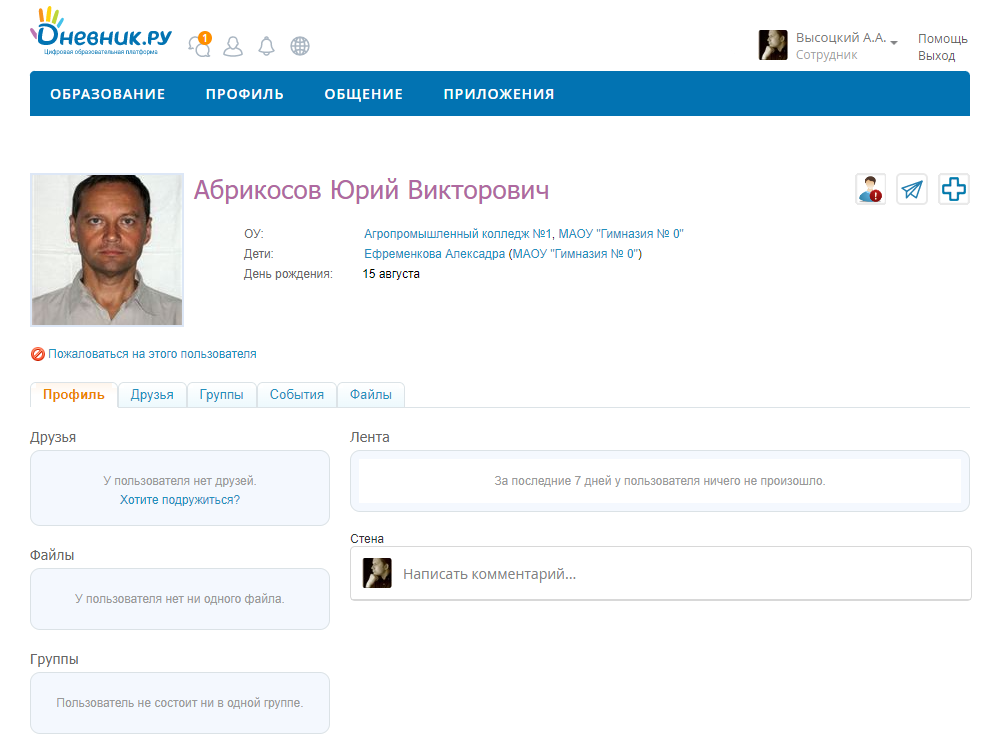 Dневник.ру
Цифровая образовательная платформа
1
Высоцкий А.А.
Сотрудник
Помощь
Выход
ОБРАЗОВАНИЕ ПРОФИЛЬ ОБЩЕНИЕ ПРИЛОЖЕНИЯ
Абрикосов Юрий Викторович
ОУ: Агропромышленный колледж №1, МАОУ "Гимназия № 0"
Дети: Ефременкова Алексадра (МАОУ "Гимназия № 0")
День рождения: 15 августа
Пожаловаться на этого пользователя
Профиль Друзья Группы События Файлы
Друзья
У пользователя нет друзей.
Хотите подружиться?
Файлы
У пользователя нет ни одного файла.
Группы
Пользователь не состоит ни в одной группе.
Лента
За последние 7 дней у пользователя ничего не произошло.
Стена
Написать комментарий...